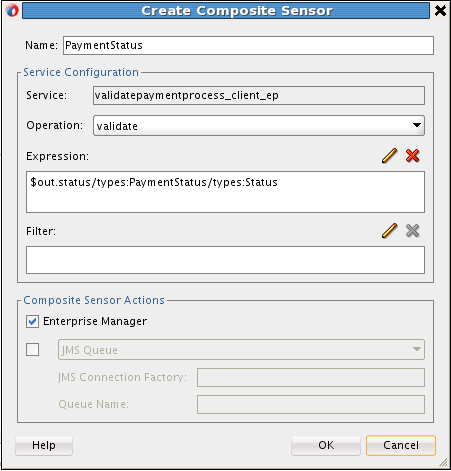 Create Composite Sensor
Name: PaymentStatus
Service Configuration
Service: validatepaymentprocess_client_ep
Operation: validate
Expression:
$out.status/types:PaymentStatus/types:Status
Filter:
Composite Sensor Actions
Enterprise Manager
JMS Queue
JMS Connection Factory:
Queue Name:
Help OK Cancel